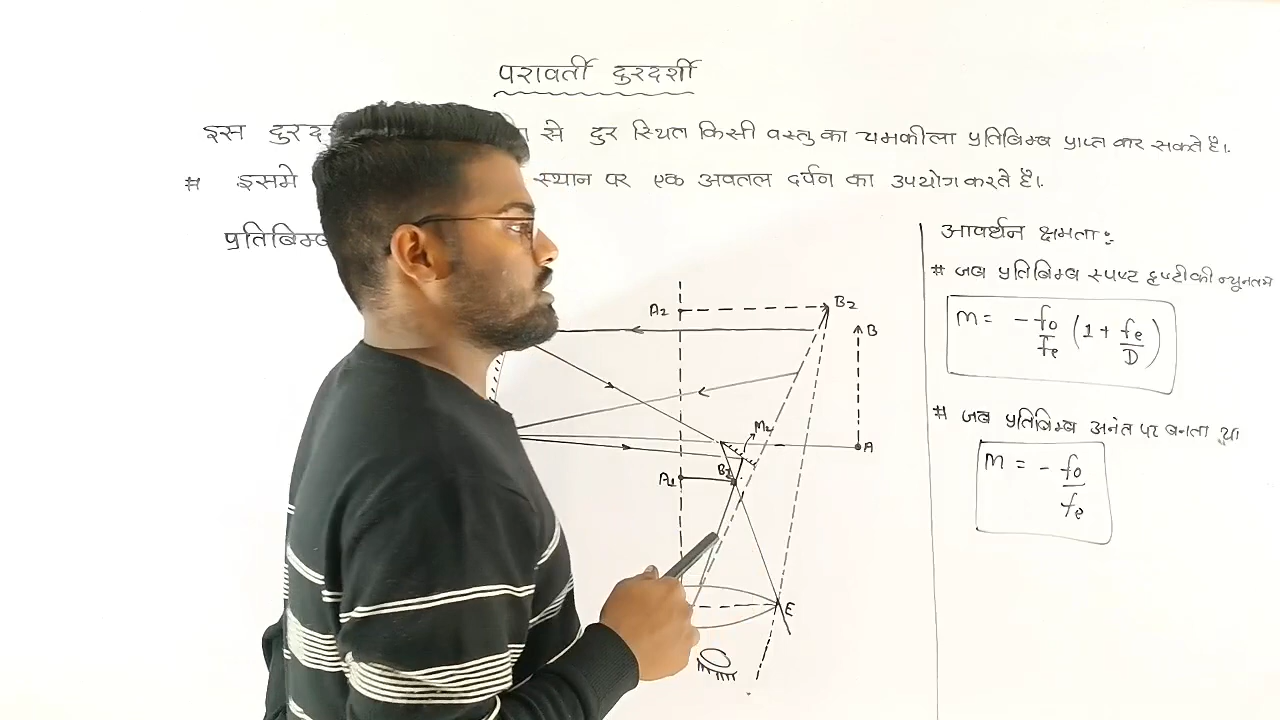 परावर्ती दुरदर्शी
इस दुरद से दुर स्थित किसी वस्तु का चमकीला प्रतिबिम्ब प्राप्त कर सकते है।
# इसमे स्थान पर एक अवतल दर्पन का उपयोग करते है।
प्रतिबिम्ब
A2 B2
B
M2
A
A1 B1
E
आवर्धन क्षमता:
# जब प्रतिबिम्ब स्पष्ट दृष्टी की न्यूनतम
m = - fo/fe (1 + fe/D)
# जब प्रतिबिम्ब अनंत पर बनता था
m = - fo/fe